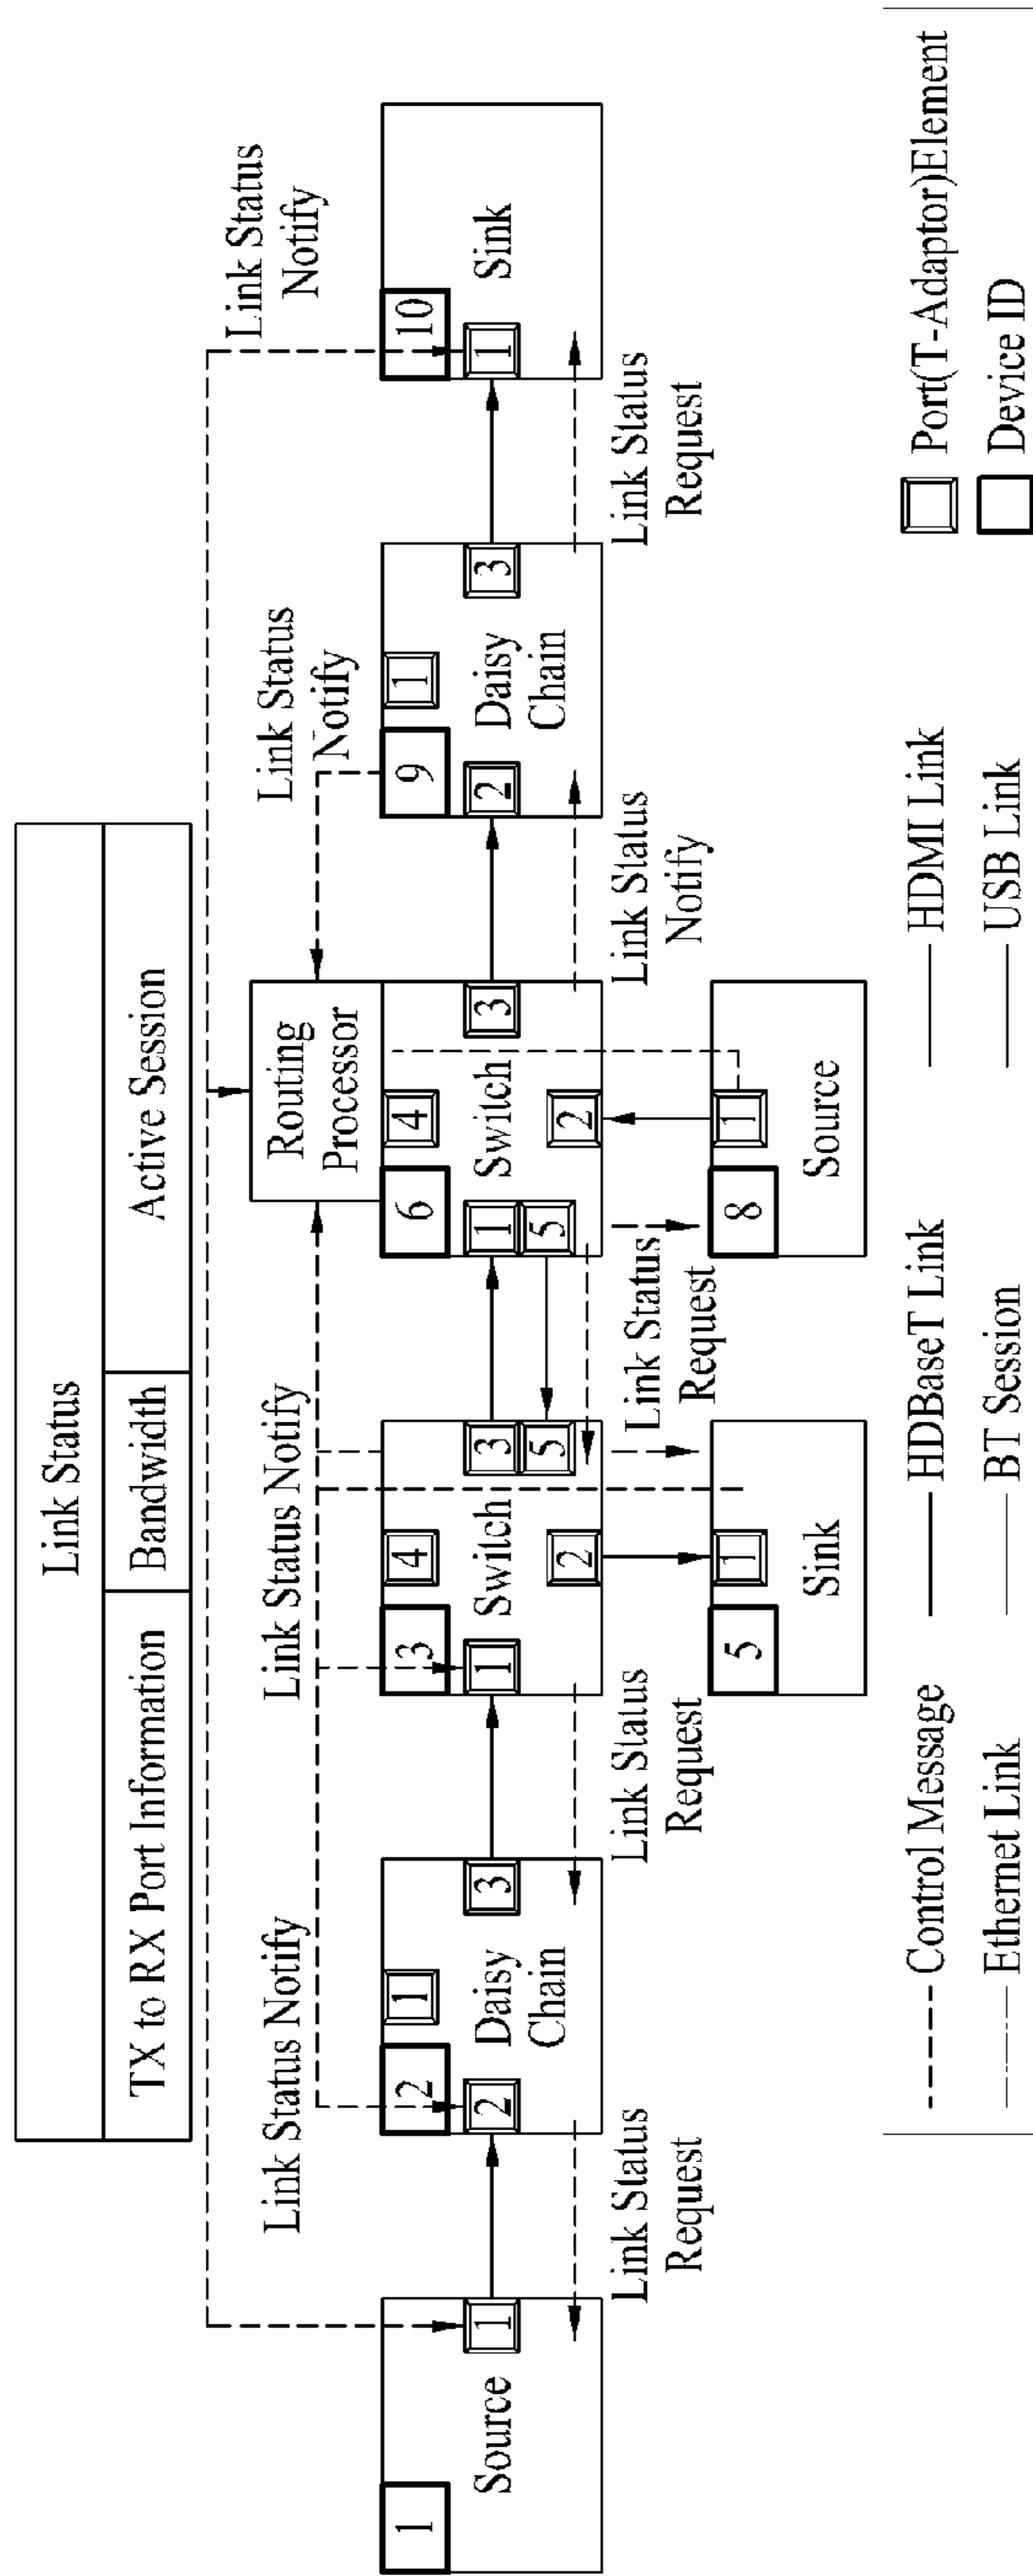 Link Status
TX to RX Port Information
Bandwidth
Active Session
Link Status Notify
Link Status Notify
Link Status
Notify
Link Status
Notify
Routing
Processor
1
Source
1
2
1
Daisy
Chain
2
3
3
4
Switch
1
3
5
2
6
4
Switch
1
5
3
2
9
1
Daisy
Chain
2
3
10
Sink
1
Link Status
Request
Link Status
Request
Link Status
Request
Link Status
Notify
Link Status
Request
5
1
Sink
8
1
Source
Control Message
HDBaseT Link
HDMI Link
Port(T-Adaptor)Element
Ethernet Link
BT Session
USB Link
Device ID